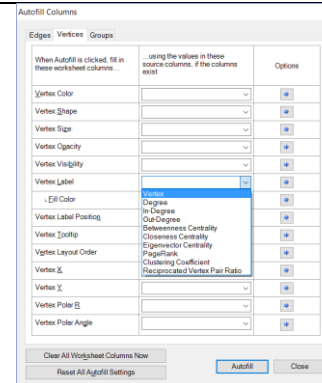 Autofill Columns
Edges Vertices Groups
When Autofill is clicked, fill in
these worksheet columns...
...using the values in these
source columns, if the columns
exist
Options
Vertex Color
Vertex Shape
Vertex Size
Vertex Opacity
Vertex Visibility
Vertex Label
Vertex
Degree
In-Degree
Out-Degree
Betweenness Centrality
Closeness Centrality
Eigenvector Centrality
PageRank
Clustering Coefficient
Reciprocated Vertex Pair Ratio
Fill Color
Vertex Label Position
Vertex Tooltip
Vertex Layout Order
Vertex X
Vertex Y
Vertex Polar R
Vertex Polar Angle
Clear All Worksheet Columns Now
Reset All Autofill Settings
Autofill
Close